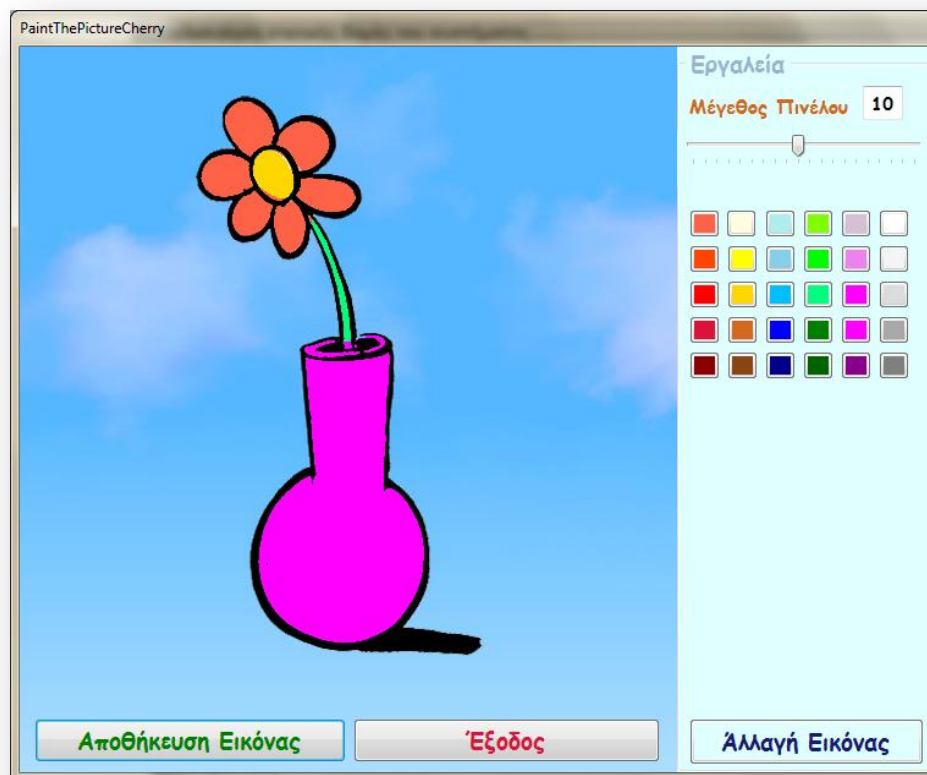 PaintThePictureCherry
Εργαλεία
Μέγεθος Πινέλου 10
Αποθήκευση Εικόνας
Έξοδος
Άλλαγή Εικόνας